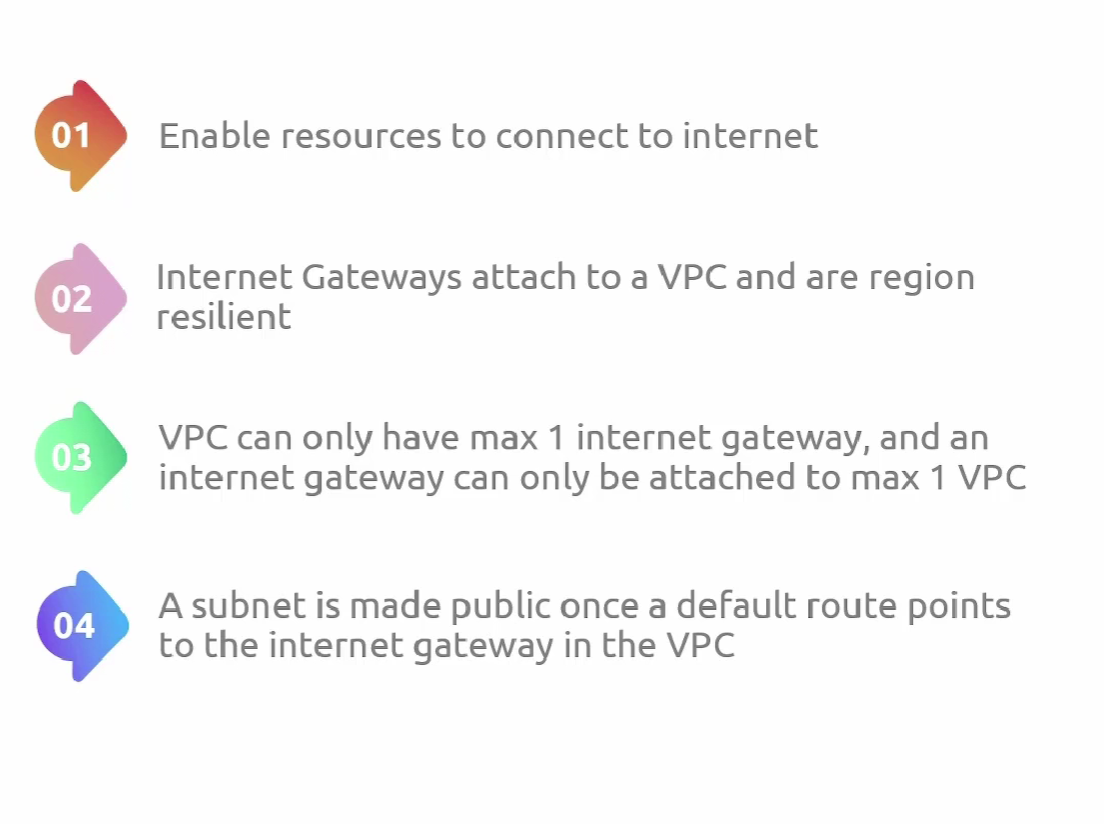 01
Enable resources to connect to internet
02
Internet Gateways attach to a VPC and are region
resilient
03
VPC can only have max 1 internet gateway, and an
internet gateway can only be attached to max 1 VPC
04
A subnet is made public once a default route points
to the internet gateway in the VPC